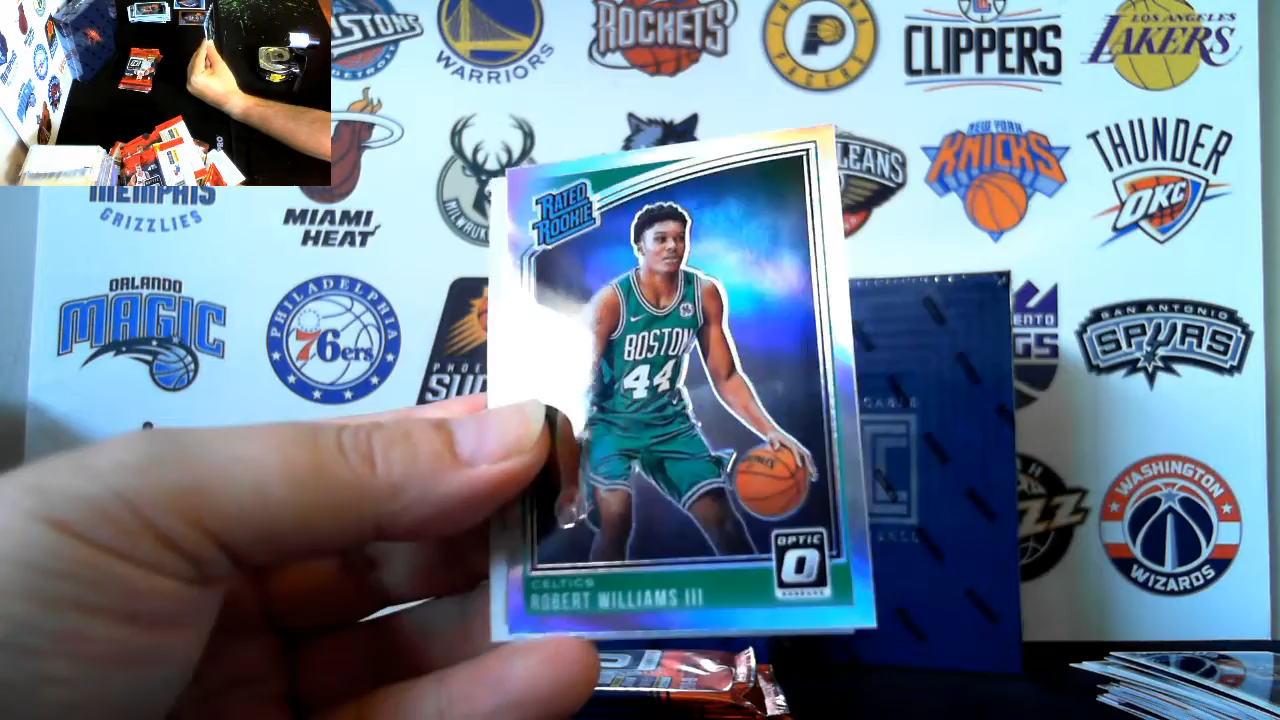 PISTONS
WARRIORS
ROCKETS
PACERS
CLIPPERS
LOS ANGELES
LAKERS
MEMPHIS
GRIZZLIES
MIAMI
HEAT
NEW YORK
KNICKS
THUNDER
OKC
ORLANDO
MAGIC
PHILADELPHIA
76ers
SAN ANTONIO
SPURS
WASHINGTON
WIZARDS
RATED
ROOKIE
BOSTON
44
OPTIC
CELTICS
ROBERT WILLIAMS III